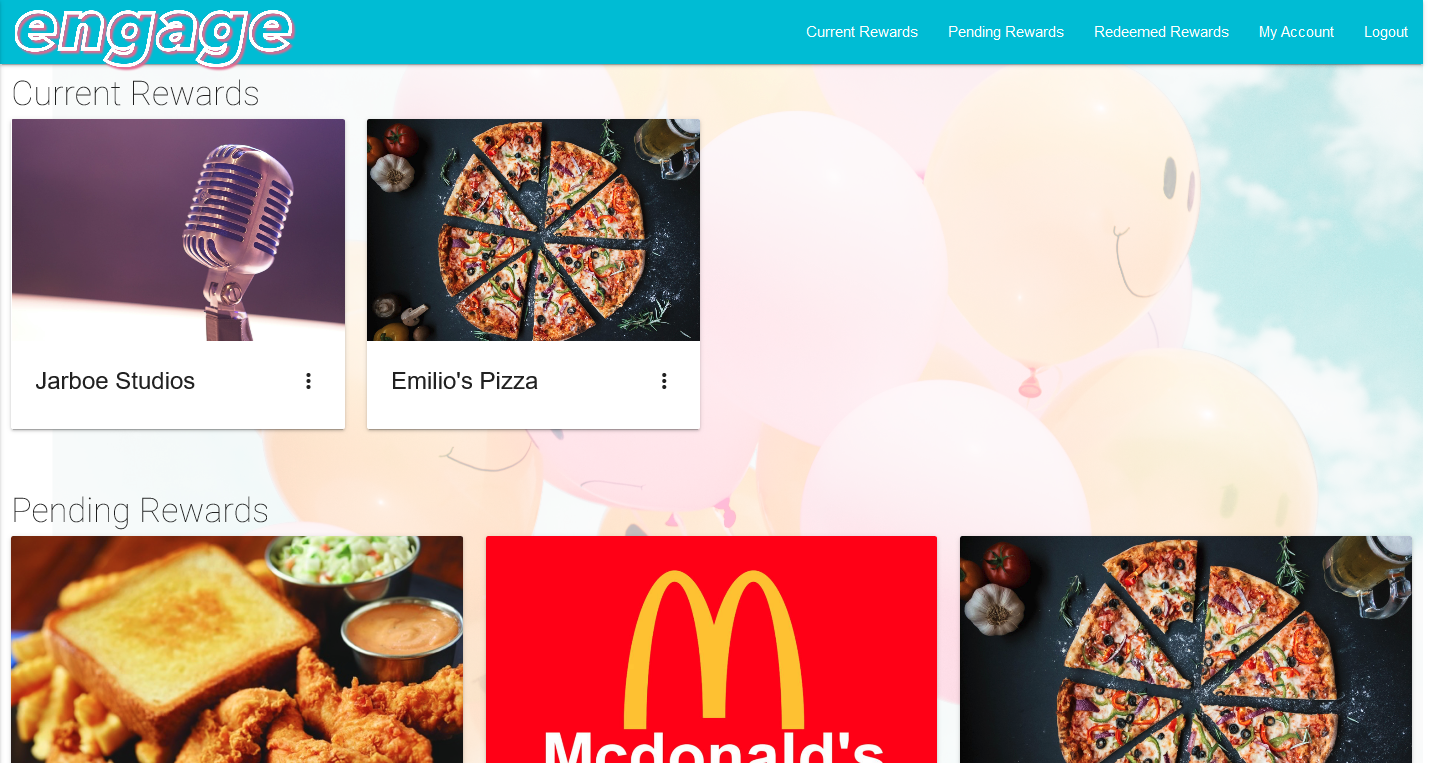 engage
Current Rewards
Pending Rewards
Redeemed Rewards
My Account
Logout
Current Rewards
Jarboe Studios
Emilio's Pizza
Pending Rewards
Mcdonald's